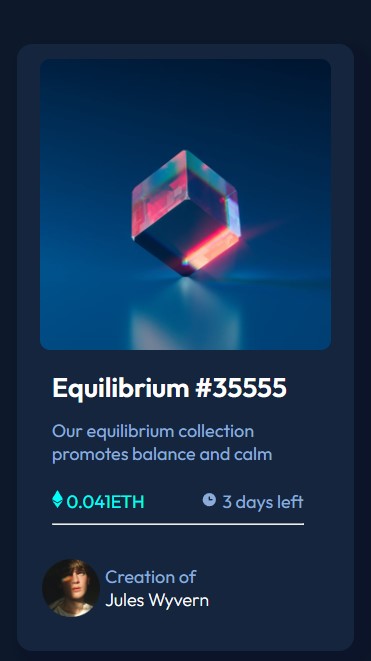 Equilibrium #35555
Our equilibrium collection
promotes balance and calm
0.041ETH 3 days left
Creation of
Jules Wyvern